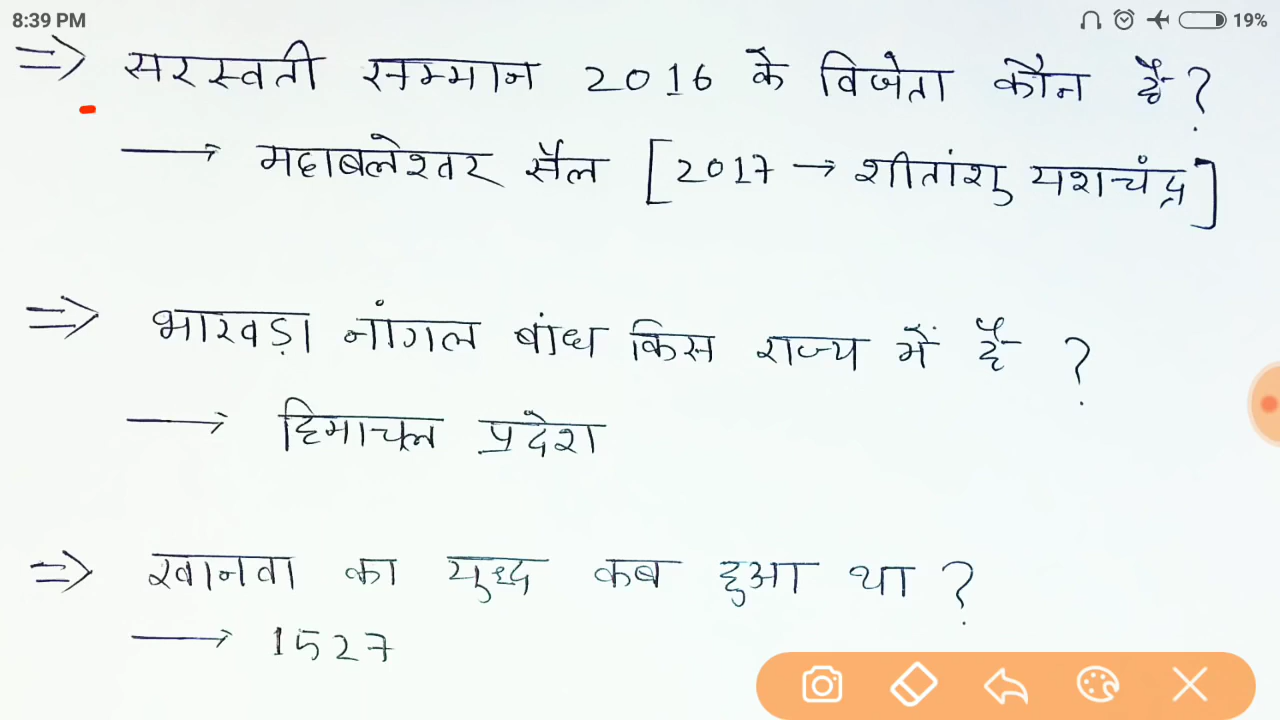 8:39 PM 19%
=> सरस्वती सम्मान 2016 के विजेता कौन है ?
→ महाबलेश्वर सैल [2017 → शीतांशु यशचंद्र]
=> भाखड़ा नांगल बांध किस राज्य में है ?
→ हिमाचल प्रदेश
=> खानवा का युद्ध कब हुआ था ?
→ 1527